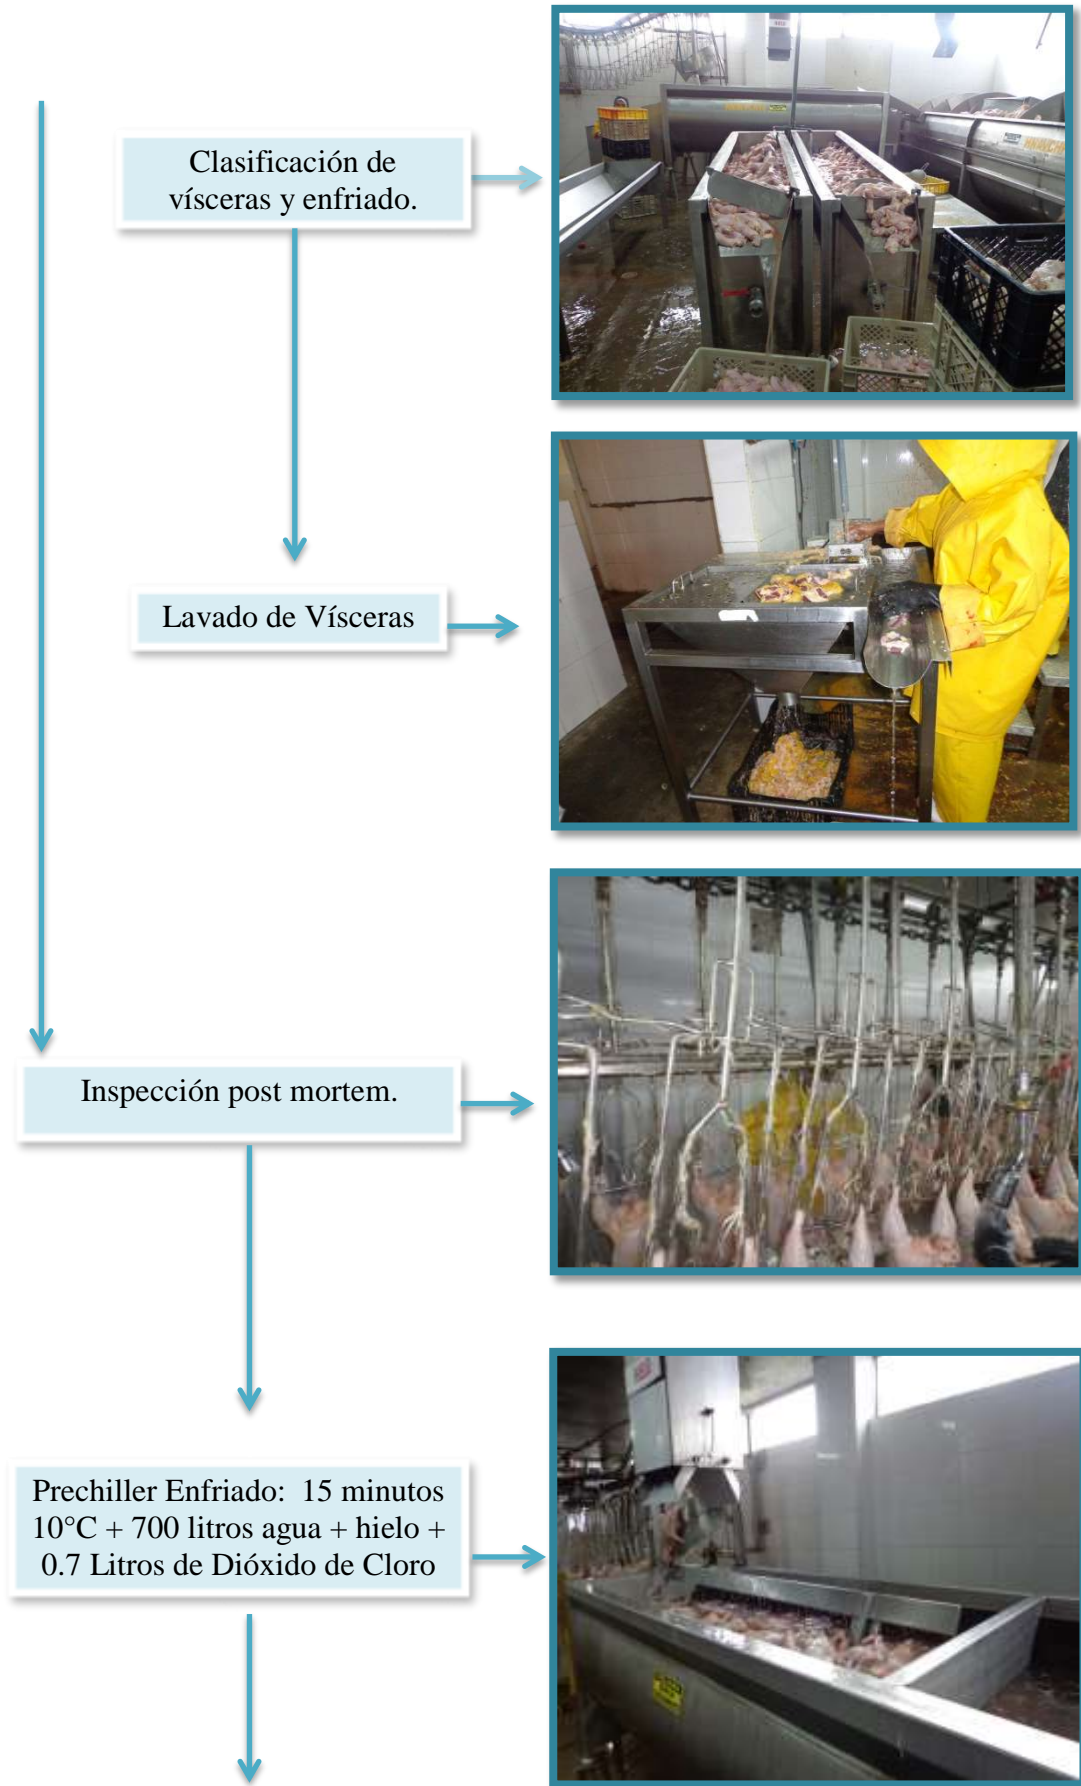 Clasificación de
vísceras y enfriado.
Lavado de Vísceras
Inspección post mortem.
Prechiller Enfriado:  15 minutos
10°C + 700 litros agua + hielo +
0.7 Litros de Dióxido de Cloro